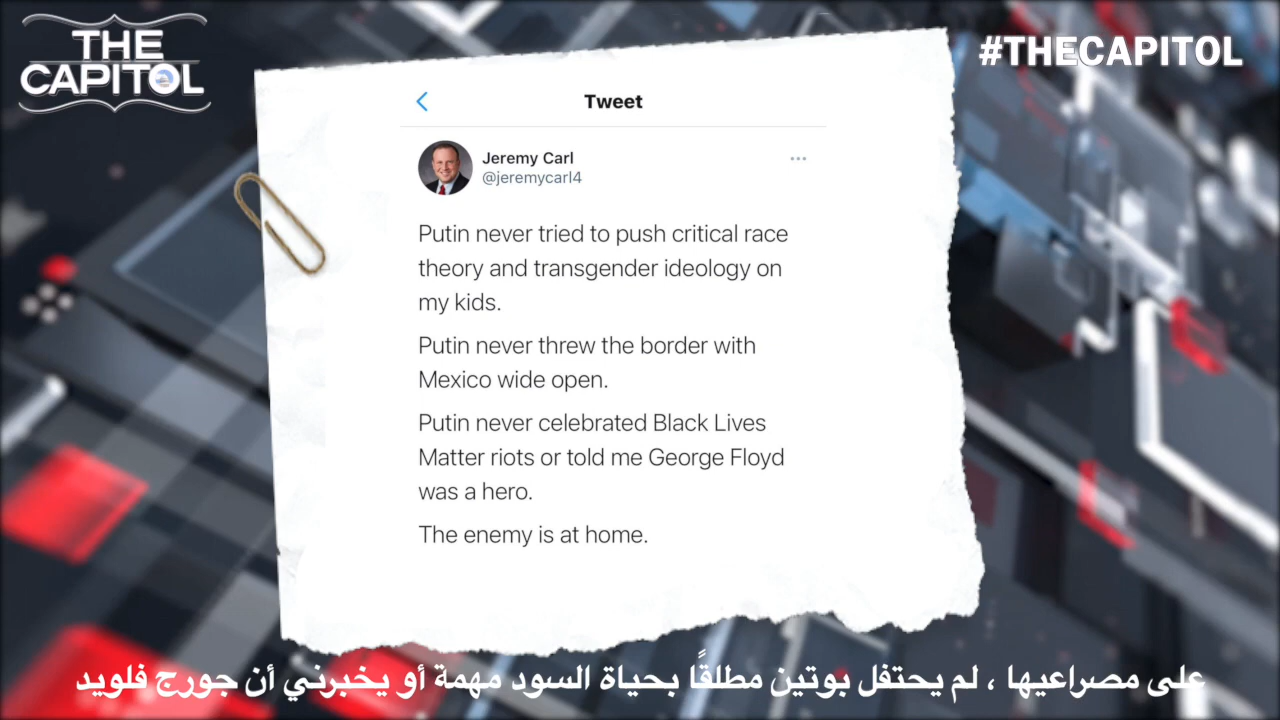 THE
CAPITOL
#THECAPITOL
Tweet
Jeremy Carl
@jeremycarl4
Putin never tried to push critical race
theory and transgender ideology on
my kids.
Putin never threw the border with
Mexico wide open.
Putin never celebrated Black Lives
Matter riots or told me George Floyd
was a hero.
The enemy is at home.
على مصراعيها ، لم يحتفل بوتين مطلقًا بحياة السود مهمة أو يخبرني أن جورج فلويد